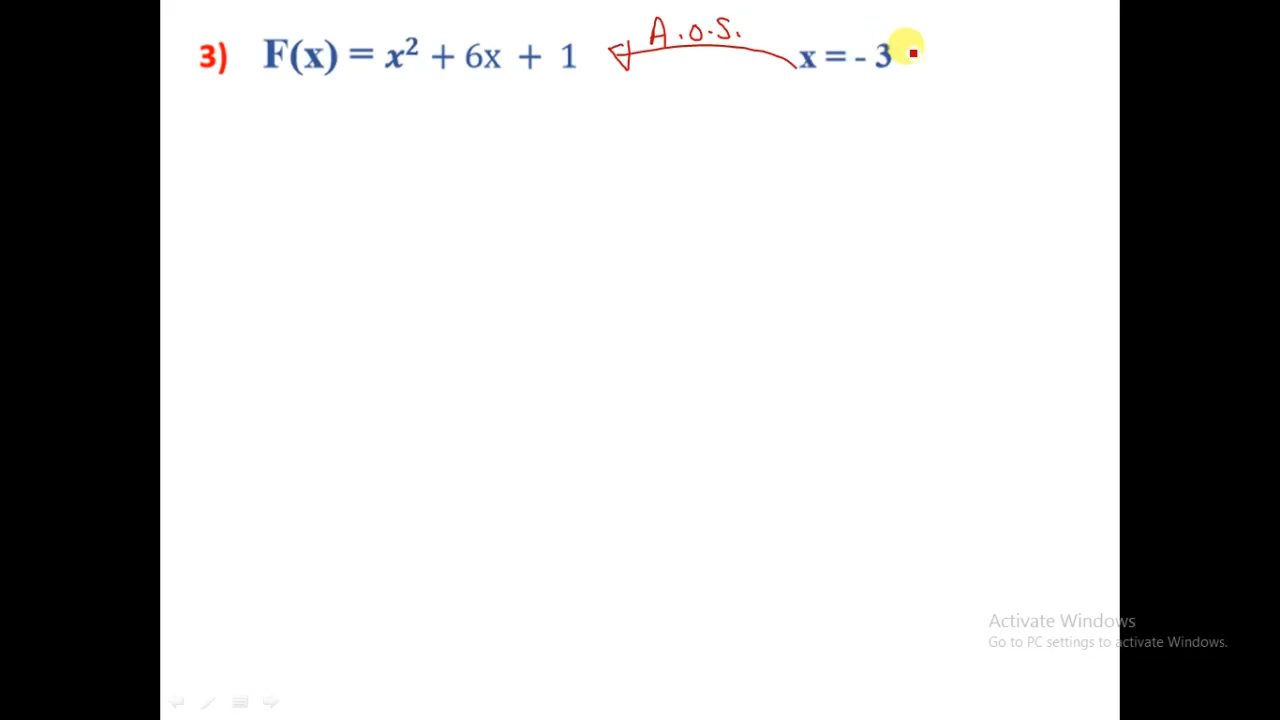 A.O.S.
3) F(x) = x² + 6x + 1 x = - 3
Activate Windows
Go to PC settings to activate Windows.